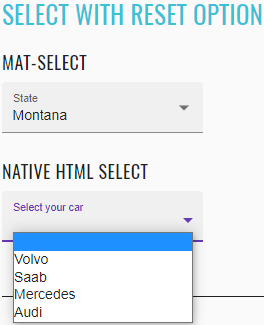 SELECT WITH RESET OPTION
MAT-SELECT
State
Montana
NATIVE HTML SELECT
Select your car
Volvo
Saab
Mercedes
Audi